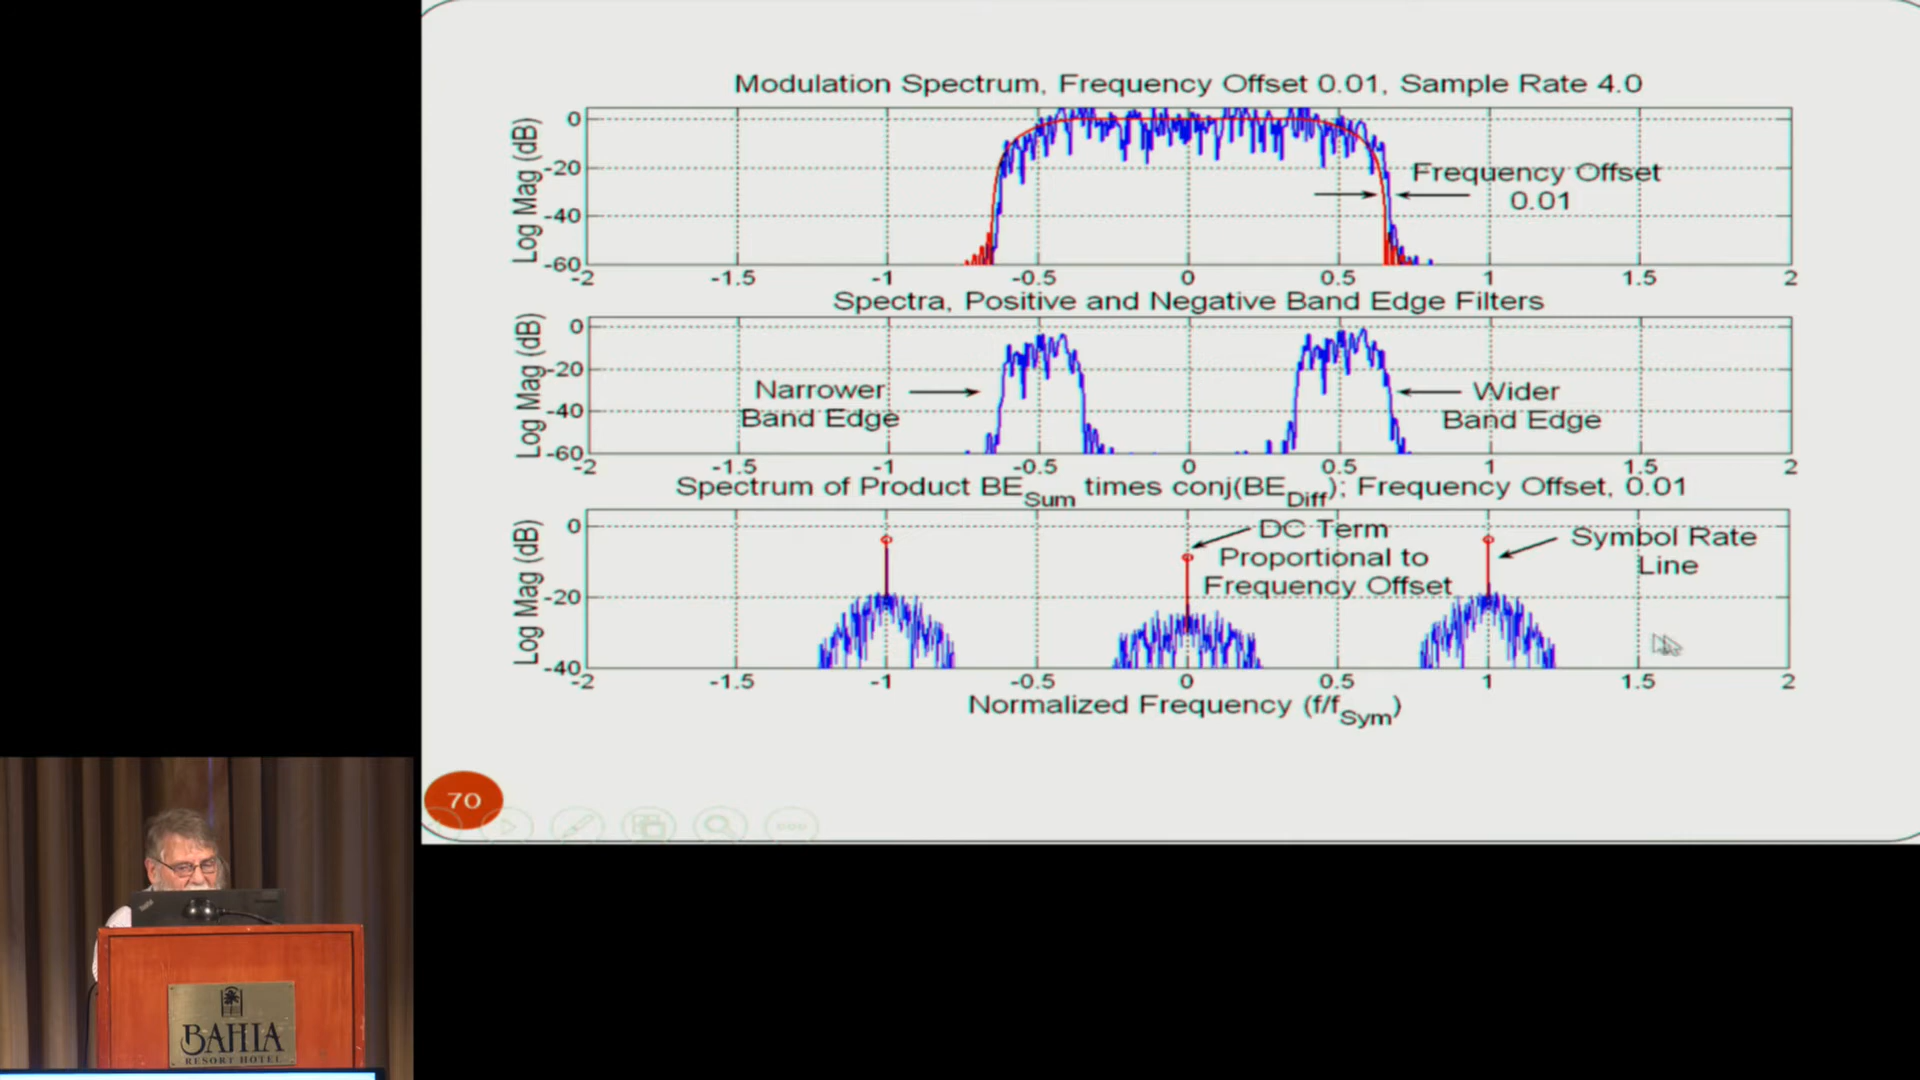 Modulation Spectrum, Frequency Offset 0.01, Sample Rate 4.0
Log Mag (dB)
0
-20
-40
-60
Frequency Offset
0.01
-2 -1.5 -1 -0.5 0 0.5 1 1.5 2
Spectra, Positive and Negative Band Edge Filters
Log Mag (dB)
0
-20
-40
-60
Narrower
Band Edge
Wider
Band Edge
-2 -1.5 -1 -0.5 0 0.5 1 1.5 2
Spectrum of Product BESum times conj(BEDiff); Frequency Offset, 0.01
Log Mag (dB)
0
-20
-40
DC Term
Proportional to
Frequency Offset
Symbol Rate
Line
-2 -1.5 -1 -0.5 0 0.5 1 1.5 2
Normalized Frequency (f/fSym)
70
BAHIA
RESORT HOTEL